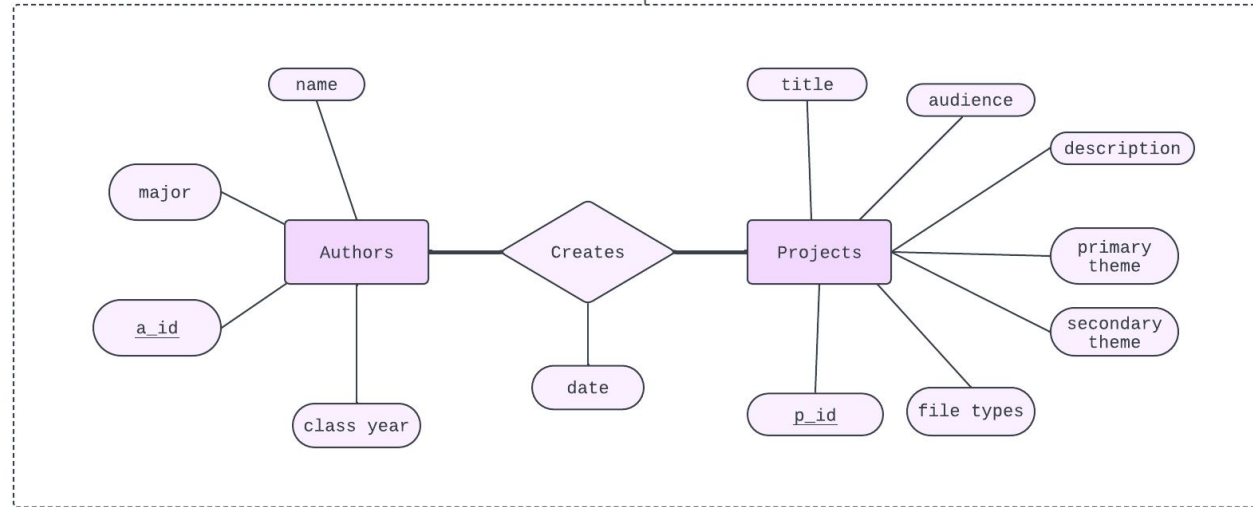 name
title
audience
description
major
Authors
Creates
Projects
primary
theme
a_id
secondary
theme
date
class year
p_id
file types